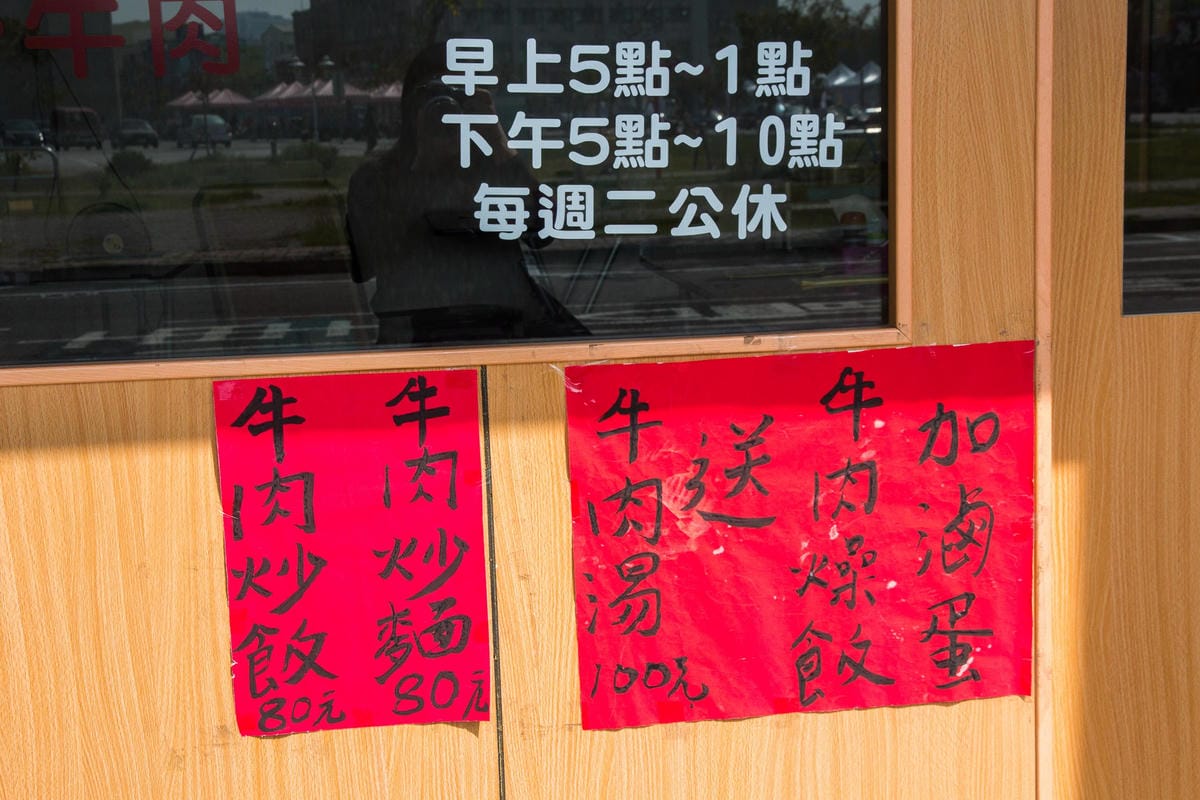 牛肉
早上5點~1點
下午5點~10點
每週二公休
牛肉炒麵80元
牛肉炒飯80元
加滷蛋
牛肉燥飯
送
牛肉湯100元